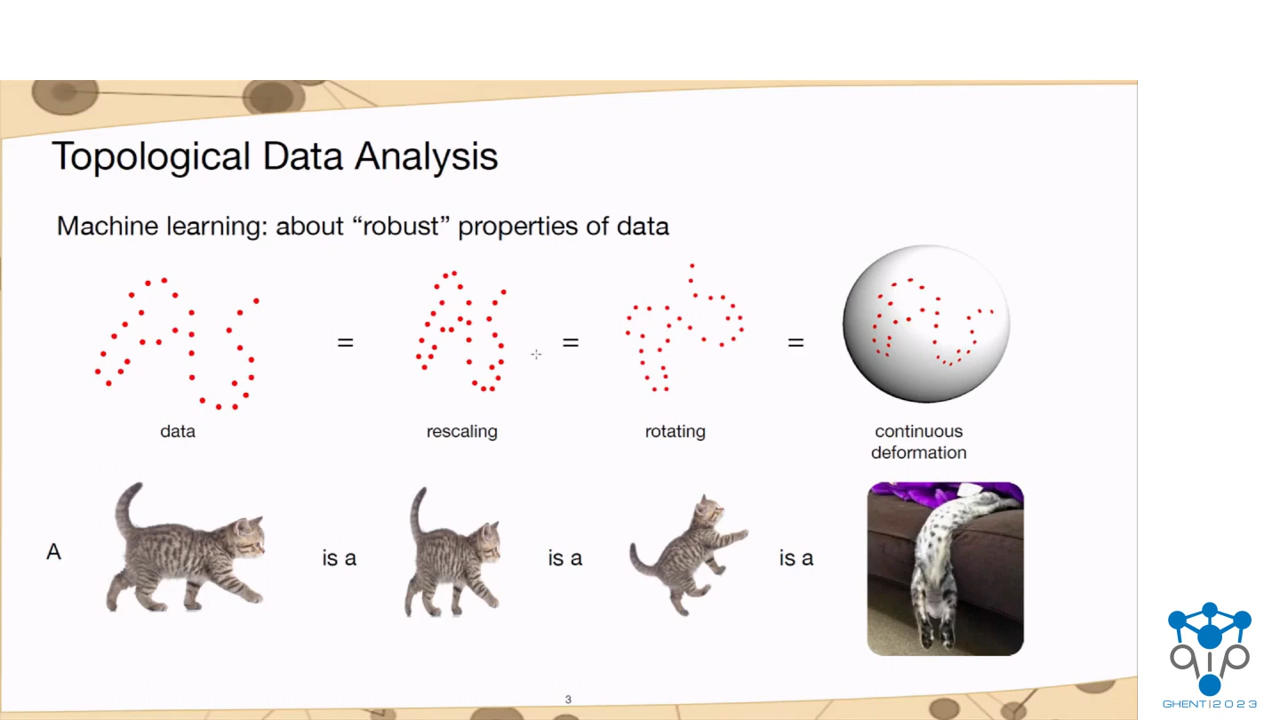 Topological Data Analysis
Machine learning: about “robust” properties of data
= = =
data rescaling rotating continuous
deformation
A is a is a is a
3
qip
GHENT|2023